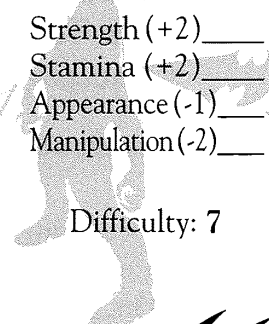 Strength (+2)____
Stamina (+2)____
Appearance (-1)____
Manipulation (-2)____
Difficulty: 7